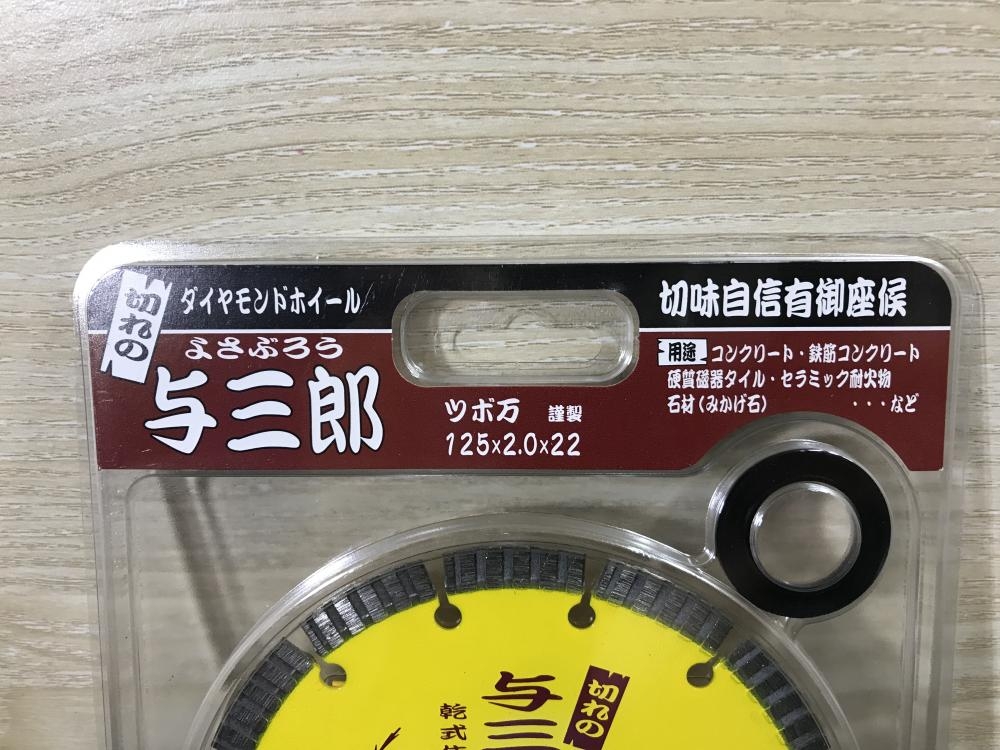 切れの
ダイヤモンドホイール
よさぶろう
与三郎
ツボ万 謹製
125×2.0×22
切味自信有御座候
用途 コンクリート・鉄筋コンクリート
硬質磁器タイル・セラミック耐火物
石材(みかげ石) ・・・など
切れの
与三
乾式